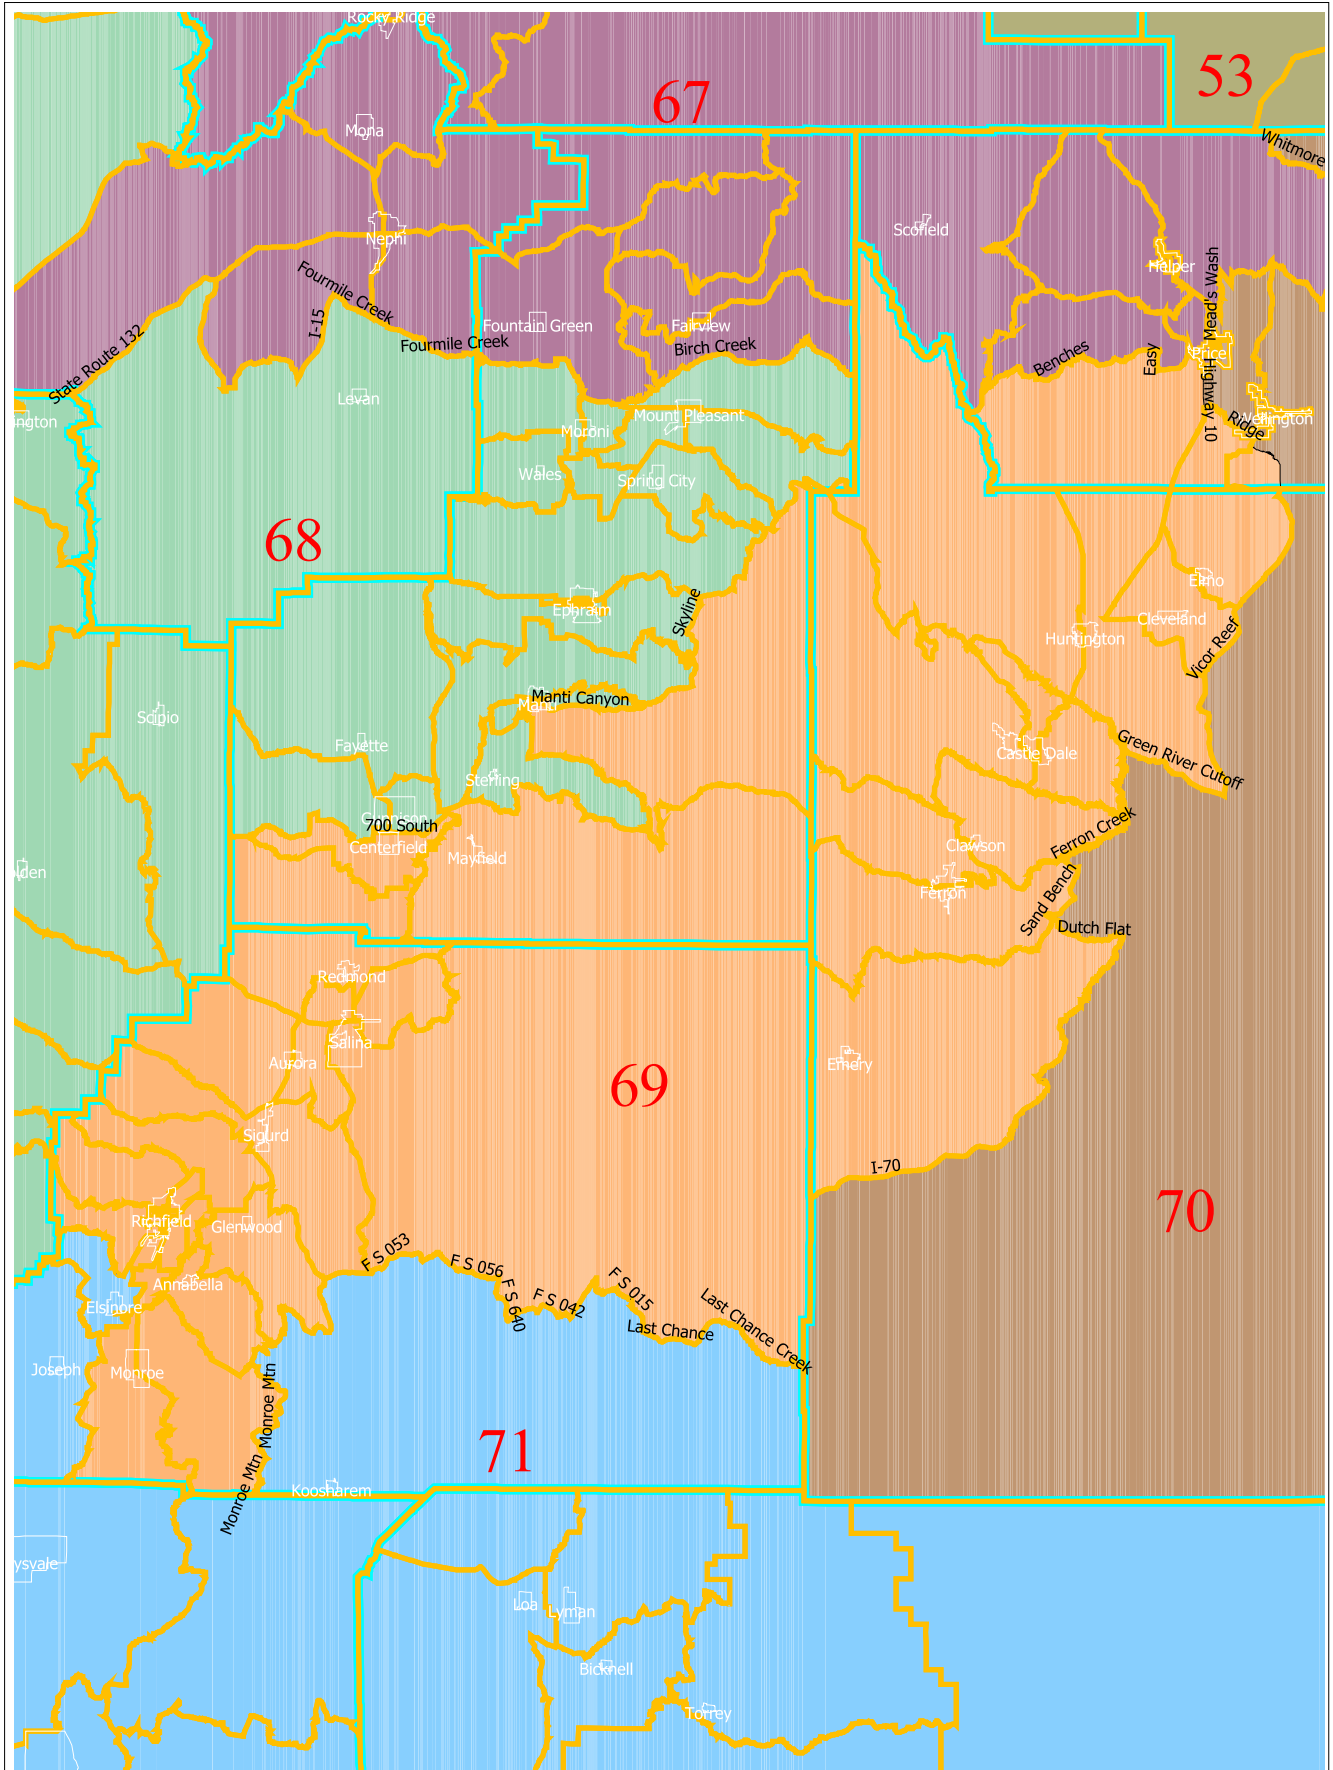 Rocky Ridge
67
53
Mona
Whitmore
Nephi
Scofield
Helper
Mead's Wash
Fourmile Creek
I-15
Fountain Green
Fairview
State Route 132
Fourmile Creek
Birch Creek
Benches
Easy
Price
Levan
Highway 10
Ridge
Wellington
ington
Moroni
Mount Pleasant
Wales
Spring City
68
Ephraim
Skyline
Elmo
Cleveland
Huntington
Vicor Reef
Manti
Manti Canyon
Scipio
Fayette
Sterling
Castle Dale
Green River Cutoff
Gunnison
700 South
Centerfield
Mayfield
Clawson
Ferron Creek
Ferron
Sand Bench
Dutch Flat
lden
Redmond
Salina
Aurora
69
Emery
Sigurd
I-70
70
Richfield
Glenwood
F S 053
F S 056
F S 640
F S 042
F S 015
Last Chance
Last Chance Creek
Annabella
Elsinore
Joseph
Monroe
Monroe Mtn
71
Monroe Mtn
Koosharem
ysvale
Loa
Lyman
Bicknell
Torrey